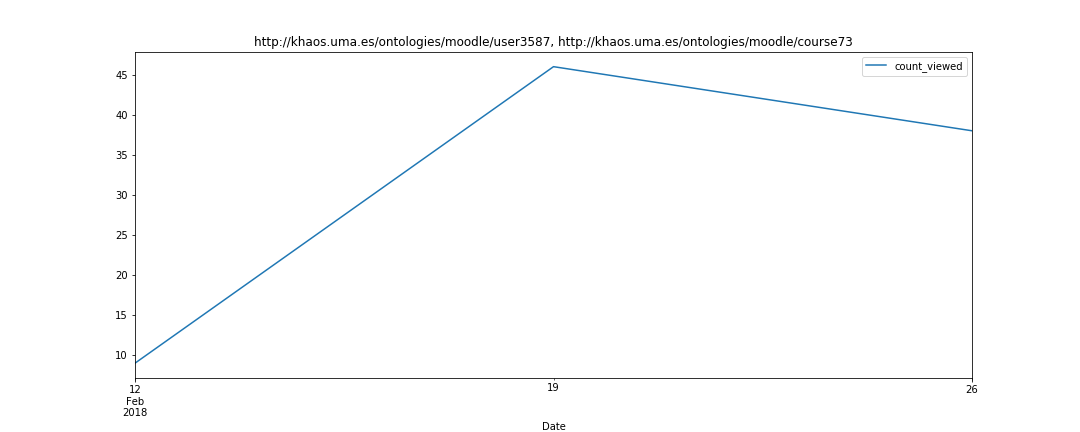 http://khaos.uma.es/ontologies/moodle/user3587, http://khaos.uma.es/ontologies/moodle/course73
count_viewed
45
40
35
30
25
20
15
10
12 19 26
Feb
2018
Date